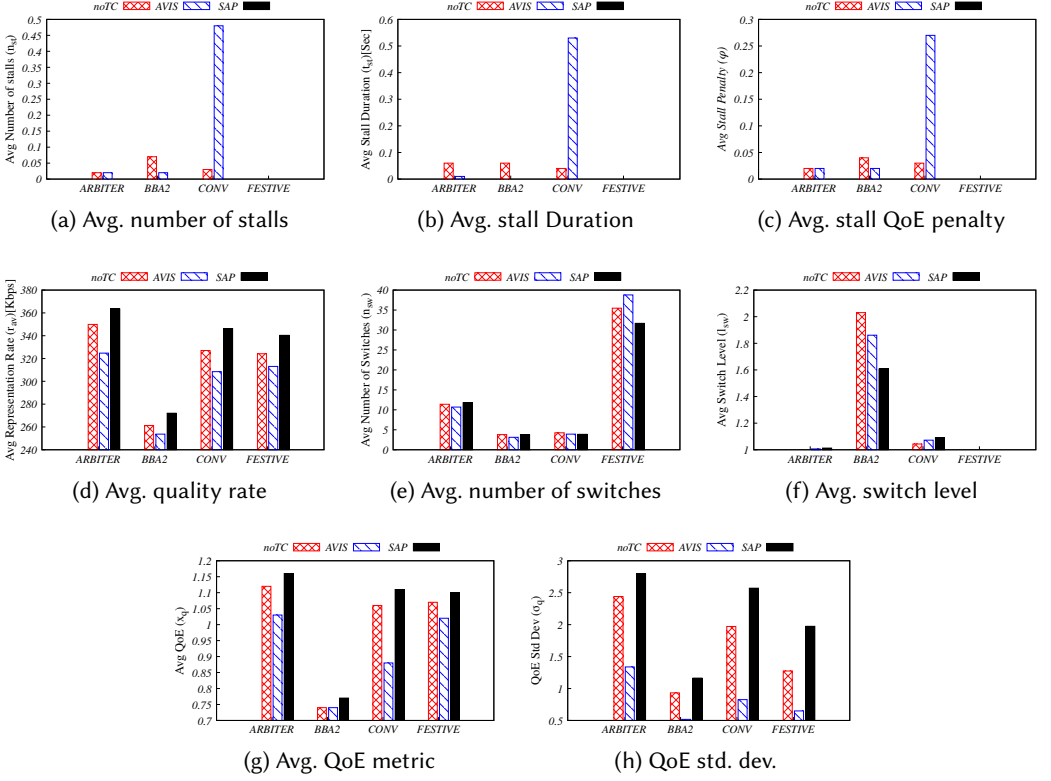 noTC AVIS SAP
Avg Number of stalls (n_st)
0.5
0.45
0.4
0.35
0.3
0.25
0.2
0.15
0.1
0.05
0
ARBITER BBA2 CONV FESTIVE
(a) Avg. number of stalls
noTC AVIS SAP
Avg Stall Duration (t_st)[Sec]
0.6
0.5
0.4
0.3
0.2
0.1
0
ARBITER BBA2 CONV FESTIVE
(b) Avg. stall Duration
noTC AVIS SAP
Avg Stall Penalty (φ)
0.3
0.25
0.2
0.15
0.1
0.05
0
ARBITER BBA2 CONV FESTIVE
(c) Avg. stall QoE penalty
noTC AVIS SAP
Avg Representation Rate (r_av)[Kbps]
380
360
340
320
300
280
260
240
ARBITER BBA2 CONV FESTIVE
(d) Avg. quality rate
noTC AVIS SAP
Avg Number of Switches (n_sw)
40
35
30
25
20
15
10
5
0
ARBITER BBA2 CONV FESTIVE
(e) Avg. number of switches
noTC AVIS SAP
Avg Switch Level (l_sw)
2.2
2
1.8
1.6
1.4
1.2
1
ARBITER BBA2 CONV FESTIVE
(f) Avg. switch level
noTC AVIS SAP
Avg QoE (x_q)
1.2
1.15
1.1
1.05
1
0.95
0.9
0.85
0.8
0.75
0.7
ARBITER BBA2 CONV FESTIVE
(g) Avg. QoE metric
noTC AVIS SAP
QoE Std Dev (σ_q)
3
2.5
2
1.5
1
0.5
ARBITER BBA2 CONV FESTIVE
(h) QoE std. dev.